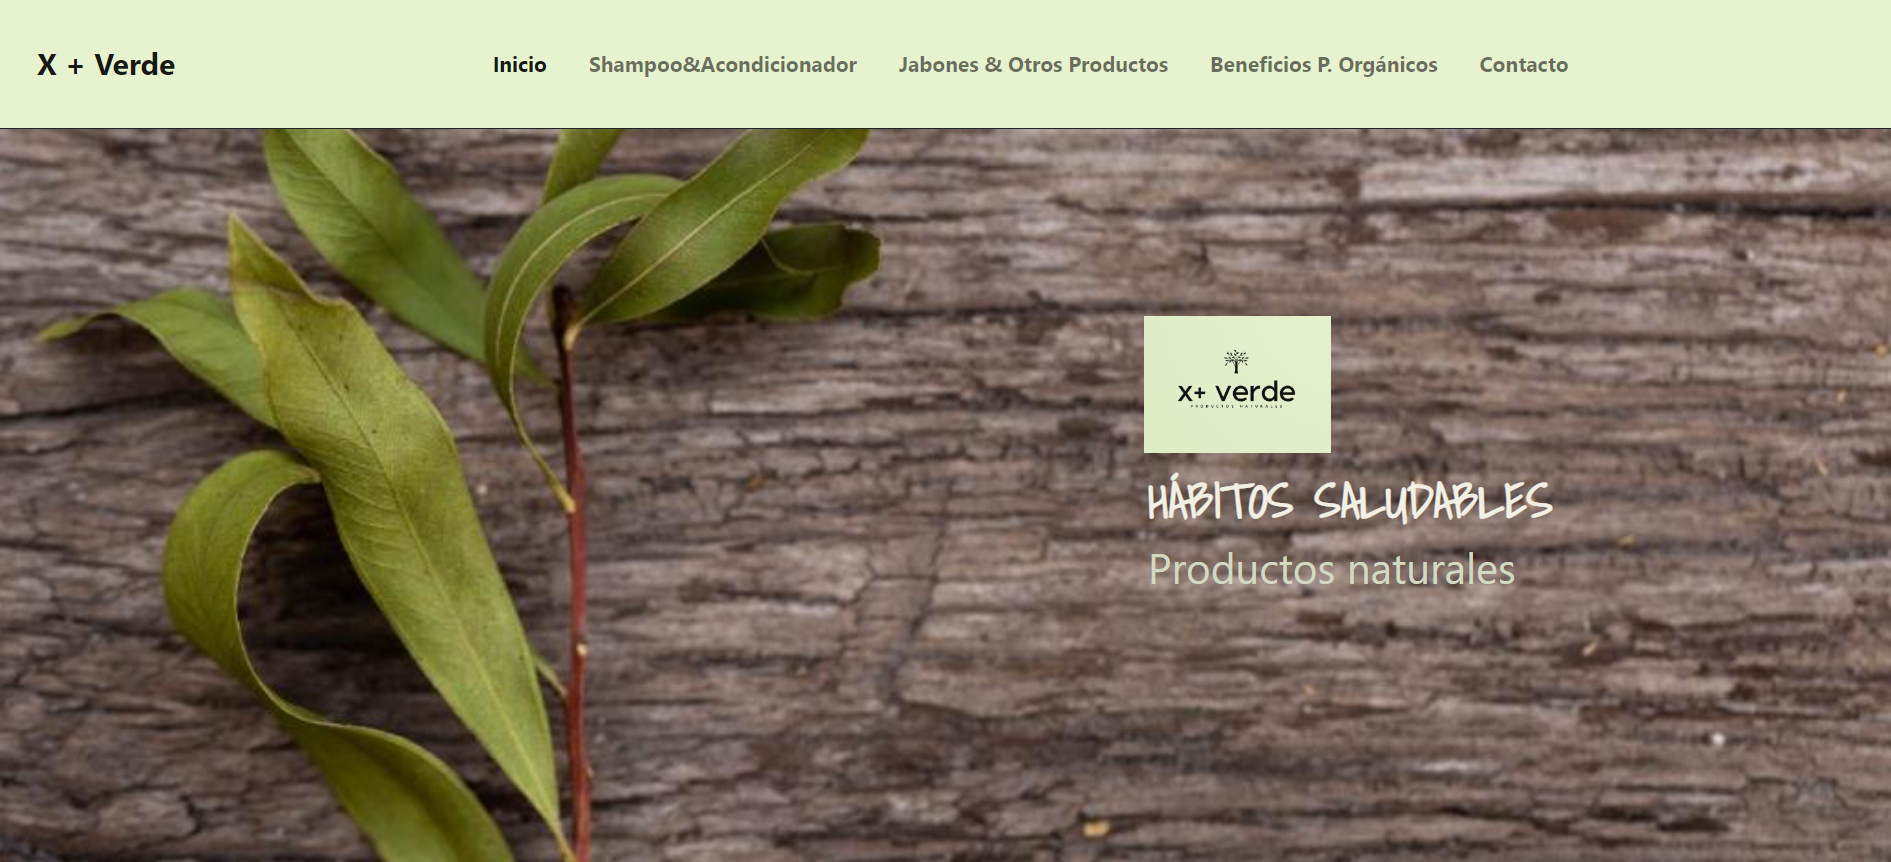 X + Verde
Inicio Shampoo&Acondicionador Jabones & Otros Productos Beneficios P. Orgánicos Contacto
x+ verde
PRODUCTOS NATURALES
HÁBITOS SALUDABLES
Productos naturales